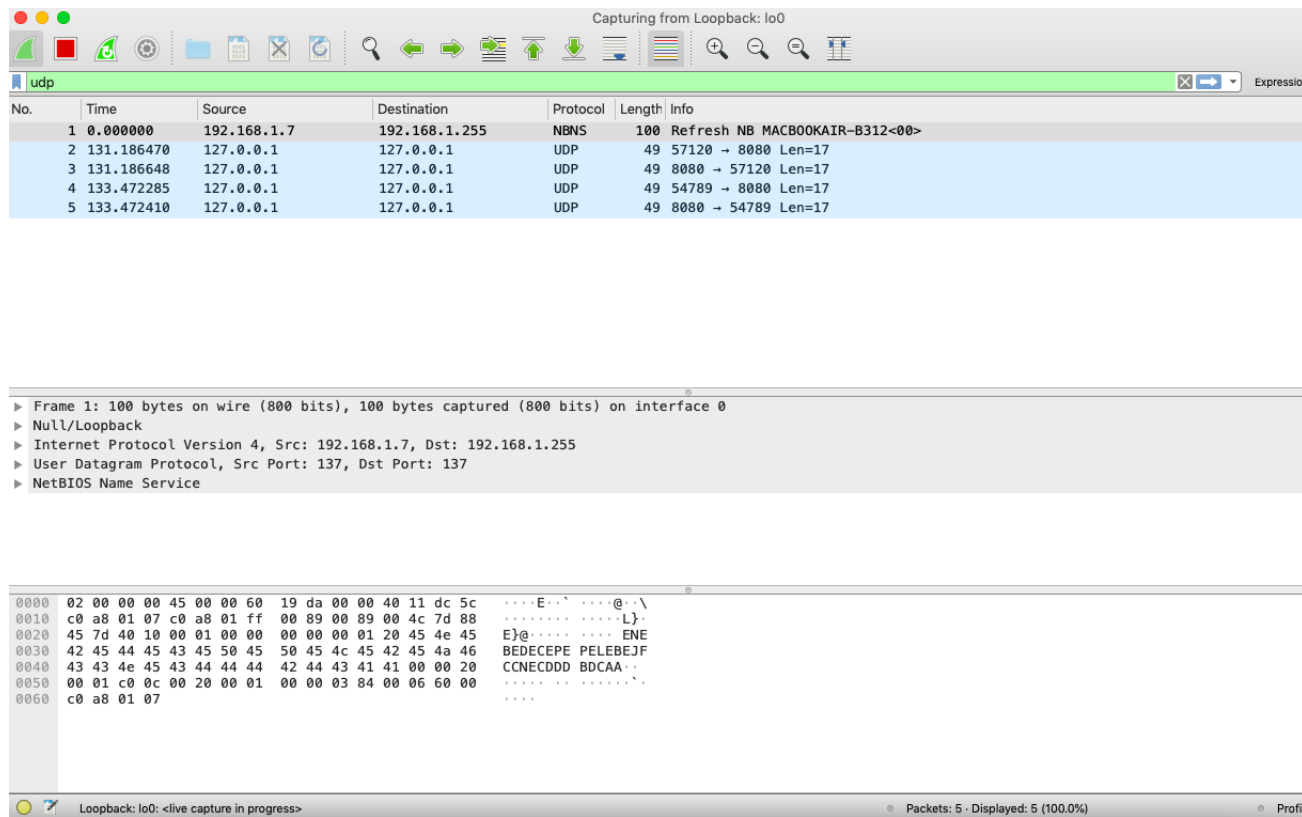 Capturing from Loopback: lo0
udp
Expressio
No. Time Source Destination Protocol Length Info
1 0.000000 192.168.1.7 192.168.1.255 NBNS 100 Refresh NB MACBOOKAIR-B312<00>
2 131.186470 127.0.0.1 127.0.0.1 UDP 49 57120 → 8080 Len=17
3 131.186648 127.0.0.1 127.0.0.1 UDP 49 8080 → 57120 Len=17
4 133.472285 127.0.0.1 127.0.0.1 UDP 49 54789 → 8080 Len=17
5 133.472410 127.0.0.1 127.0.0.1 UDP 49 8080 → 54789 Len=17
Frame 1: 100 bytes on wire (800 bits), 100 bytes captured (800 bits) on interface 0
Null/Loopback
Internet Protocol Version 4, Src: 192.168.1.7, Dst: 192.168.1.255
User Datagram Protocol, Src Port: 137, Dst Port: 137
NetBIOS Name Service
0000 02 00 00 00 45 00 00 60 19 da 00 00 40 11 dc 5c ····E··` ····@··\
0010 c0 a8 01 07 c0 a8 01 ff 00 89 00 89 00 4c 7d 88 ········ ·····L}·
0020 45 7d 40 10 00 01 00 00 00 00 00 01 20 45 4e 45 E}@····· ···· ENE
0030 42 45 44 45 43 45 50 45 50 45 4c 45 42 45 4a 46 BEDECEPE PELEBEJF
0040 43 43 4e 45 43 44 44 44 42 44 43 41 41 00 00 20 CCNECDDD BDCAA··
0050 00 01 c0 0c 00 20 00 01 00 00 03 84 00 06 60 00 ····· ·· ······`·
0060 c0 a8 01 07 ····
Loopback: lo0: <live capture in progress> Packets: 5 · Displayed: 5 (100.0%) Profi